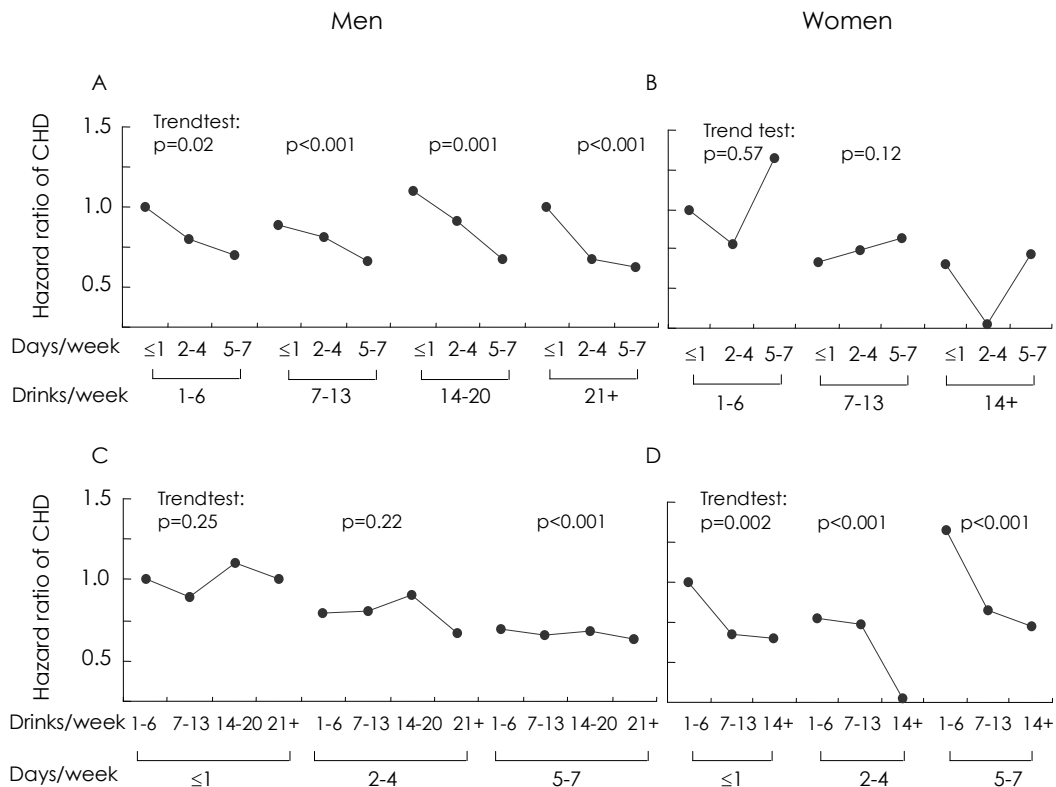 Men Women
A B
Trendtest: Trend test:
p=0.02 p<0.001 p=0.001 p<0.001 p=0.57 p=0.12
Hazard ratio of CHD
1.5
1.0
0.5
Days/week ≤1 2-4 5-7 ≤1 2-4 5-7 ≤1 2-4 5-7 ≤1 2-4 5-7 ≤1 2-4 5-7 ≤1 2-4 5-7 ≤1 2-4 5-7
Drinks/week 1-6 7-13 14-20 21+ 1-6 7-13 14+
C D
Trendtest: Trendtest:
p=0.25 p=0.22 p<0.001 p=0.002 p<0.001 p<0.001
Hazard ratio of CHD
1.5
1.0
0.5
Drinks/week 1-6 7-13 14-20 21+ 1-6 7-13 14-20 21+ 1-6 7-13 14-20 21+ 1-6 7-13 14+ 1-6 7-13 14+ 1-6 7-13 14+
Days/week ≤1 2-4 5-7 ≤1 2-4 5-7